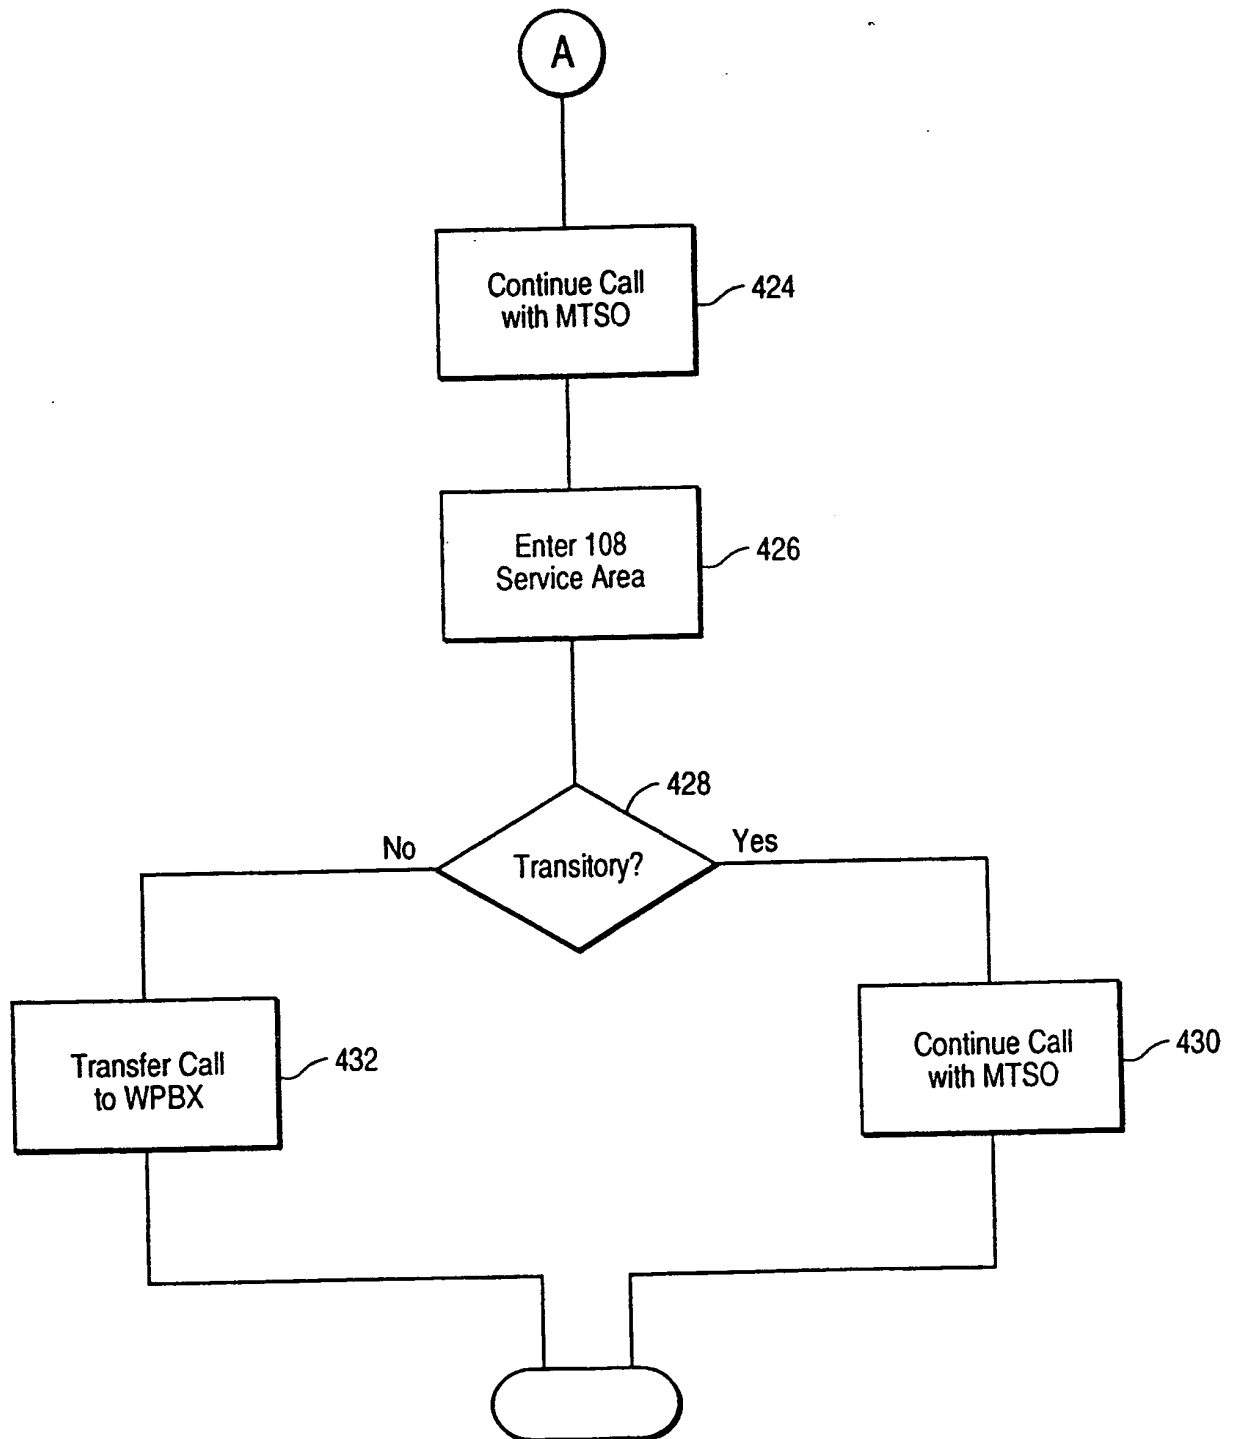 A
Continue Call
with MTSO
424
Enter 108
Service Area
426
428
No
Transitory?
Yes
Transfer Call
to WPBX
432
Continue Call
with MTSO
430